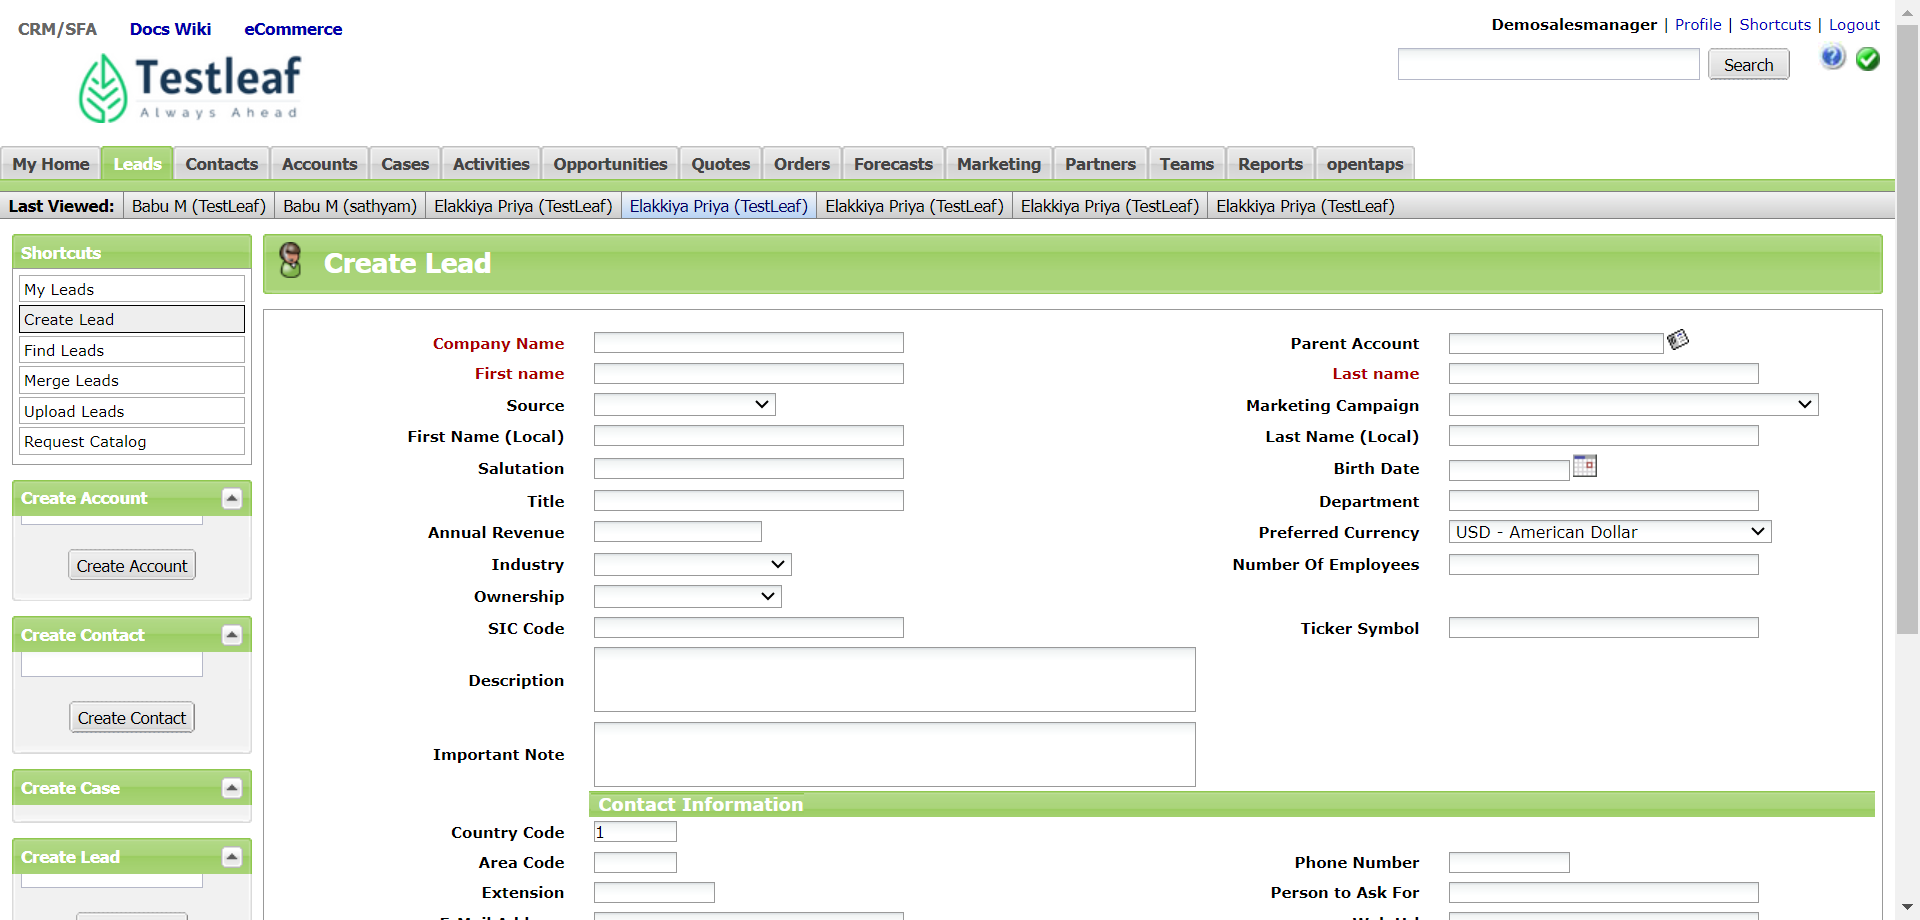 CRM/SFA Docs Wiki eCommerce
Demosalesmanager | Profile | Shortcuts | Logout
Testleaf
Always Ahead
Search
My Home Leads Contacts Accounts Cases Activities Opportunities Quotes Orders Forecasts Marketing Partners Teams Reports opentaps
Last Viewed: Babu M (TestLeaf) Babu M (sathyam) Elakkiya Priya (TestLeaf) Elakkiya Priya (TestLeaf) Elakkiya Priya (TestLeaf) Elakkiya Priya (TestLeaf) Elakkiya Priya (TestLeaf)
Shortcuts
My Leads
Create Lead
Find Leads
Merge Leads
Upload Leads
Request Catalog
Create Account
Create Account
Create Contact
Create Contact
Create Case
Create Lead
Create Lead
Company Name Parent Account
First name Last name
Source Marketing Campaign
First Name (Local) Last Name (Local)
Salutation Birth Date
Title Department
Annual Revenue Preferred Currency USD - American Dollar
Industry Number Of Employees
Ownership
SIC Code Ticker Symbol
Description
Important Note
Contact Information
Country Code 1
Area Code Phone Number
Extension Person to Ask For